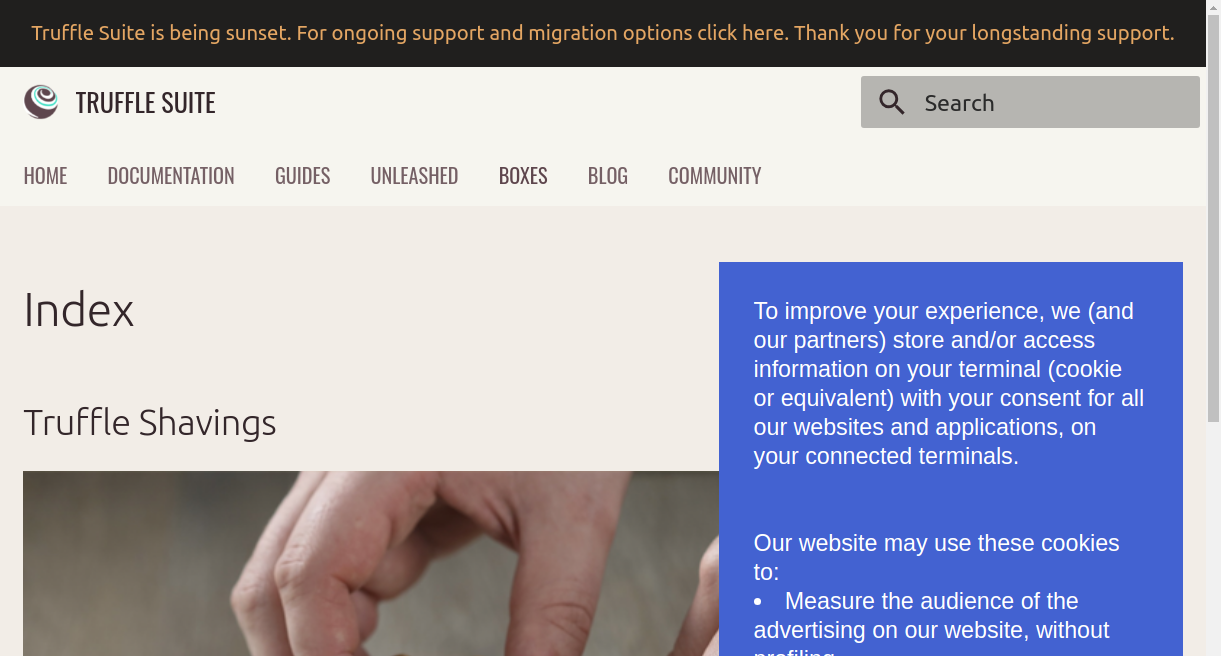 Truffle Suite is being sunset. For ongoing support and migration options click here. Thank you for your longstanding support.
TRUFFLE SUITE
Search
HOME DOCUMENTATION GUIDES UNLEASHED BOXES BLOG COMMUNITY
Index
Truffle Shavings
To improve your experience, we (and
our partners) store and/or access
information on your terminal (cookie
or equivalent) with your consent for all
our websites and applications, on
your connected terminals.
Our website may use these cookies
to:
• Measure the audience of the
advertising on our website, without
profiling